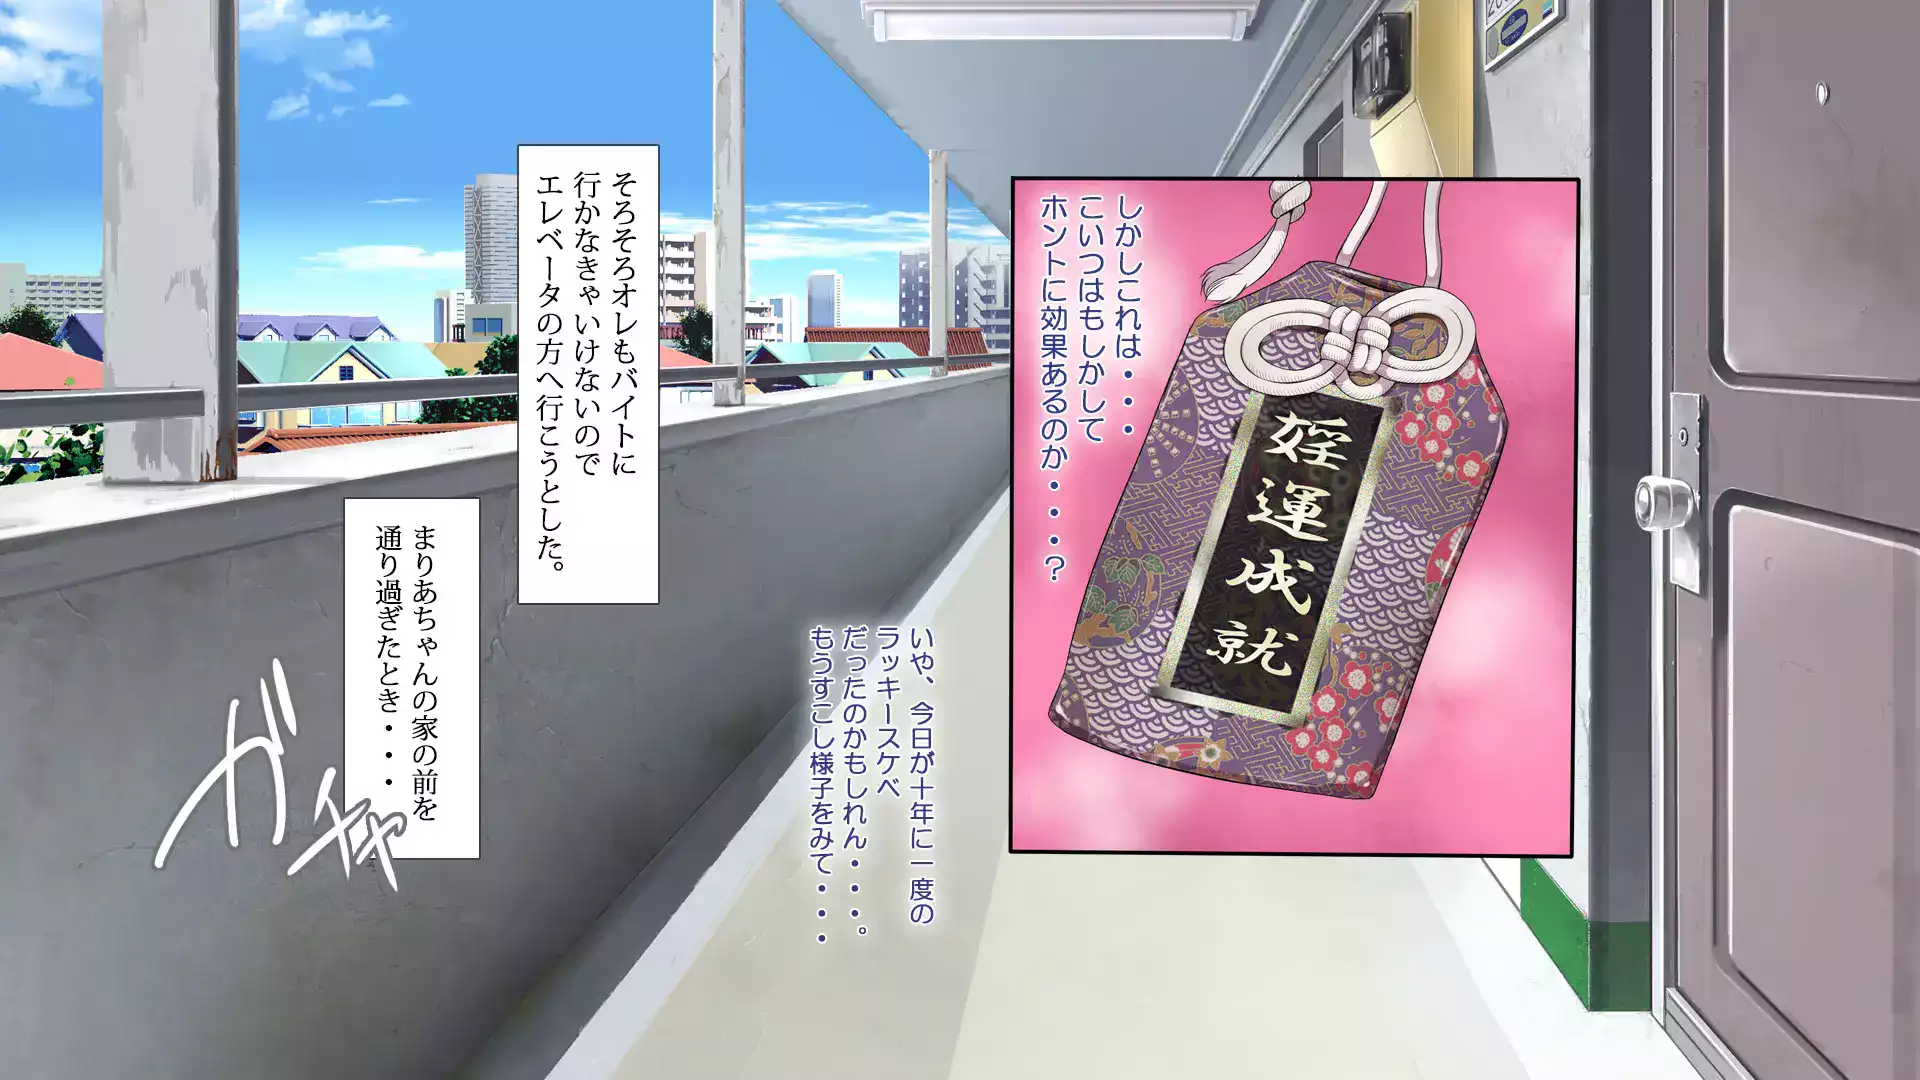 しかしこれは・・・
こいつはもしかして
ホントに効果あるのか・・・・？
婬運成就
いや、今日が十年に一度の
ラッキースケベ
だったのかもしれん・・・。
もうすこし様子をみて・・・
そろそろオレもバイトに
行かなきゃいけないので
エレベータの方へ行こうとした。
まりあちゃんの家の前を
通り過ぎたとき・・・
ガチャ